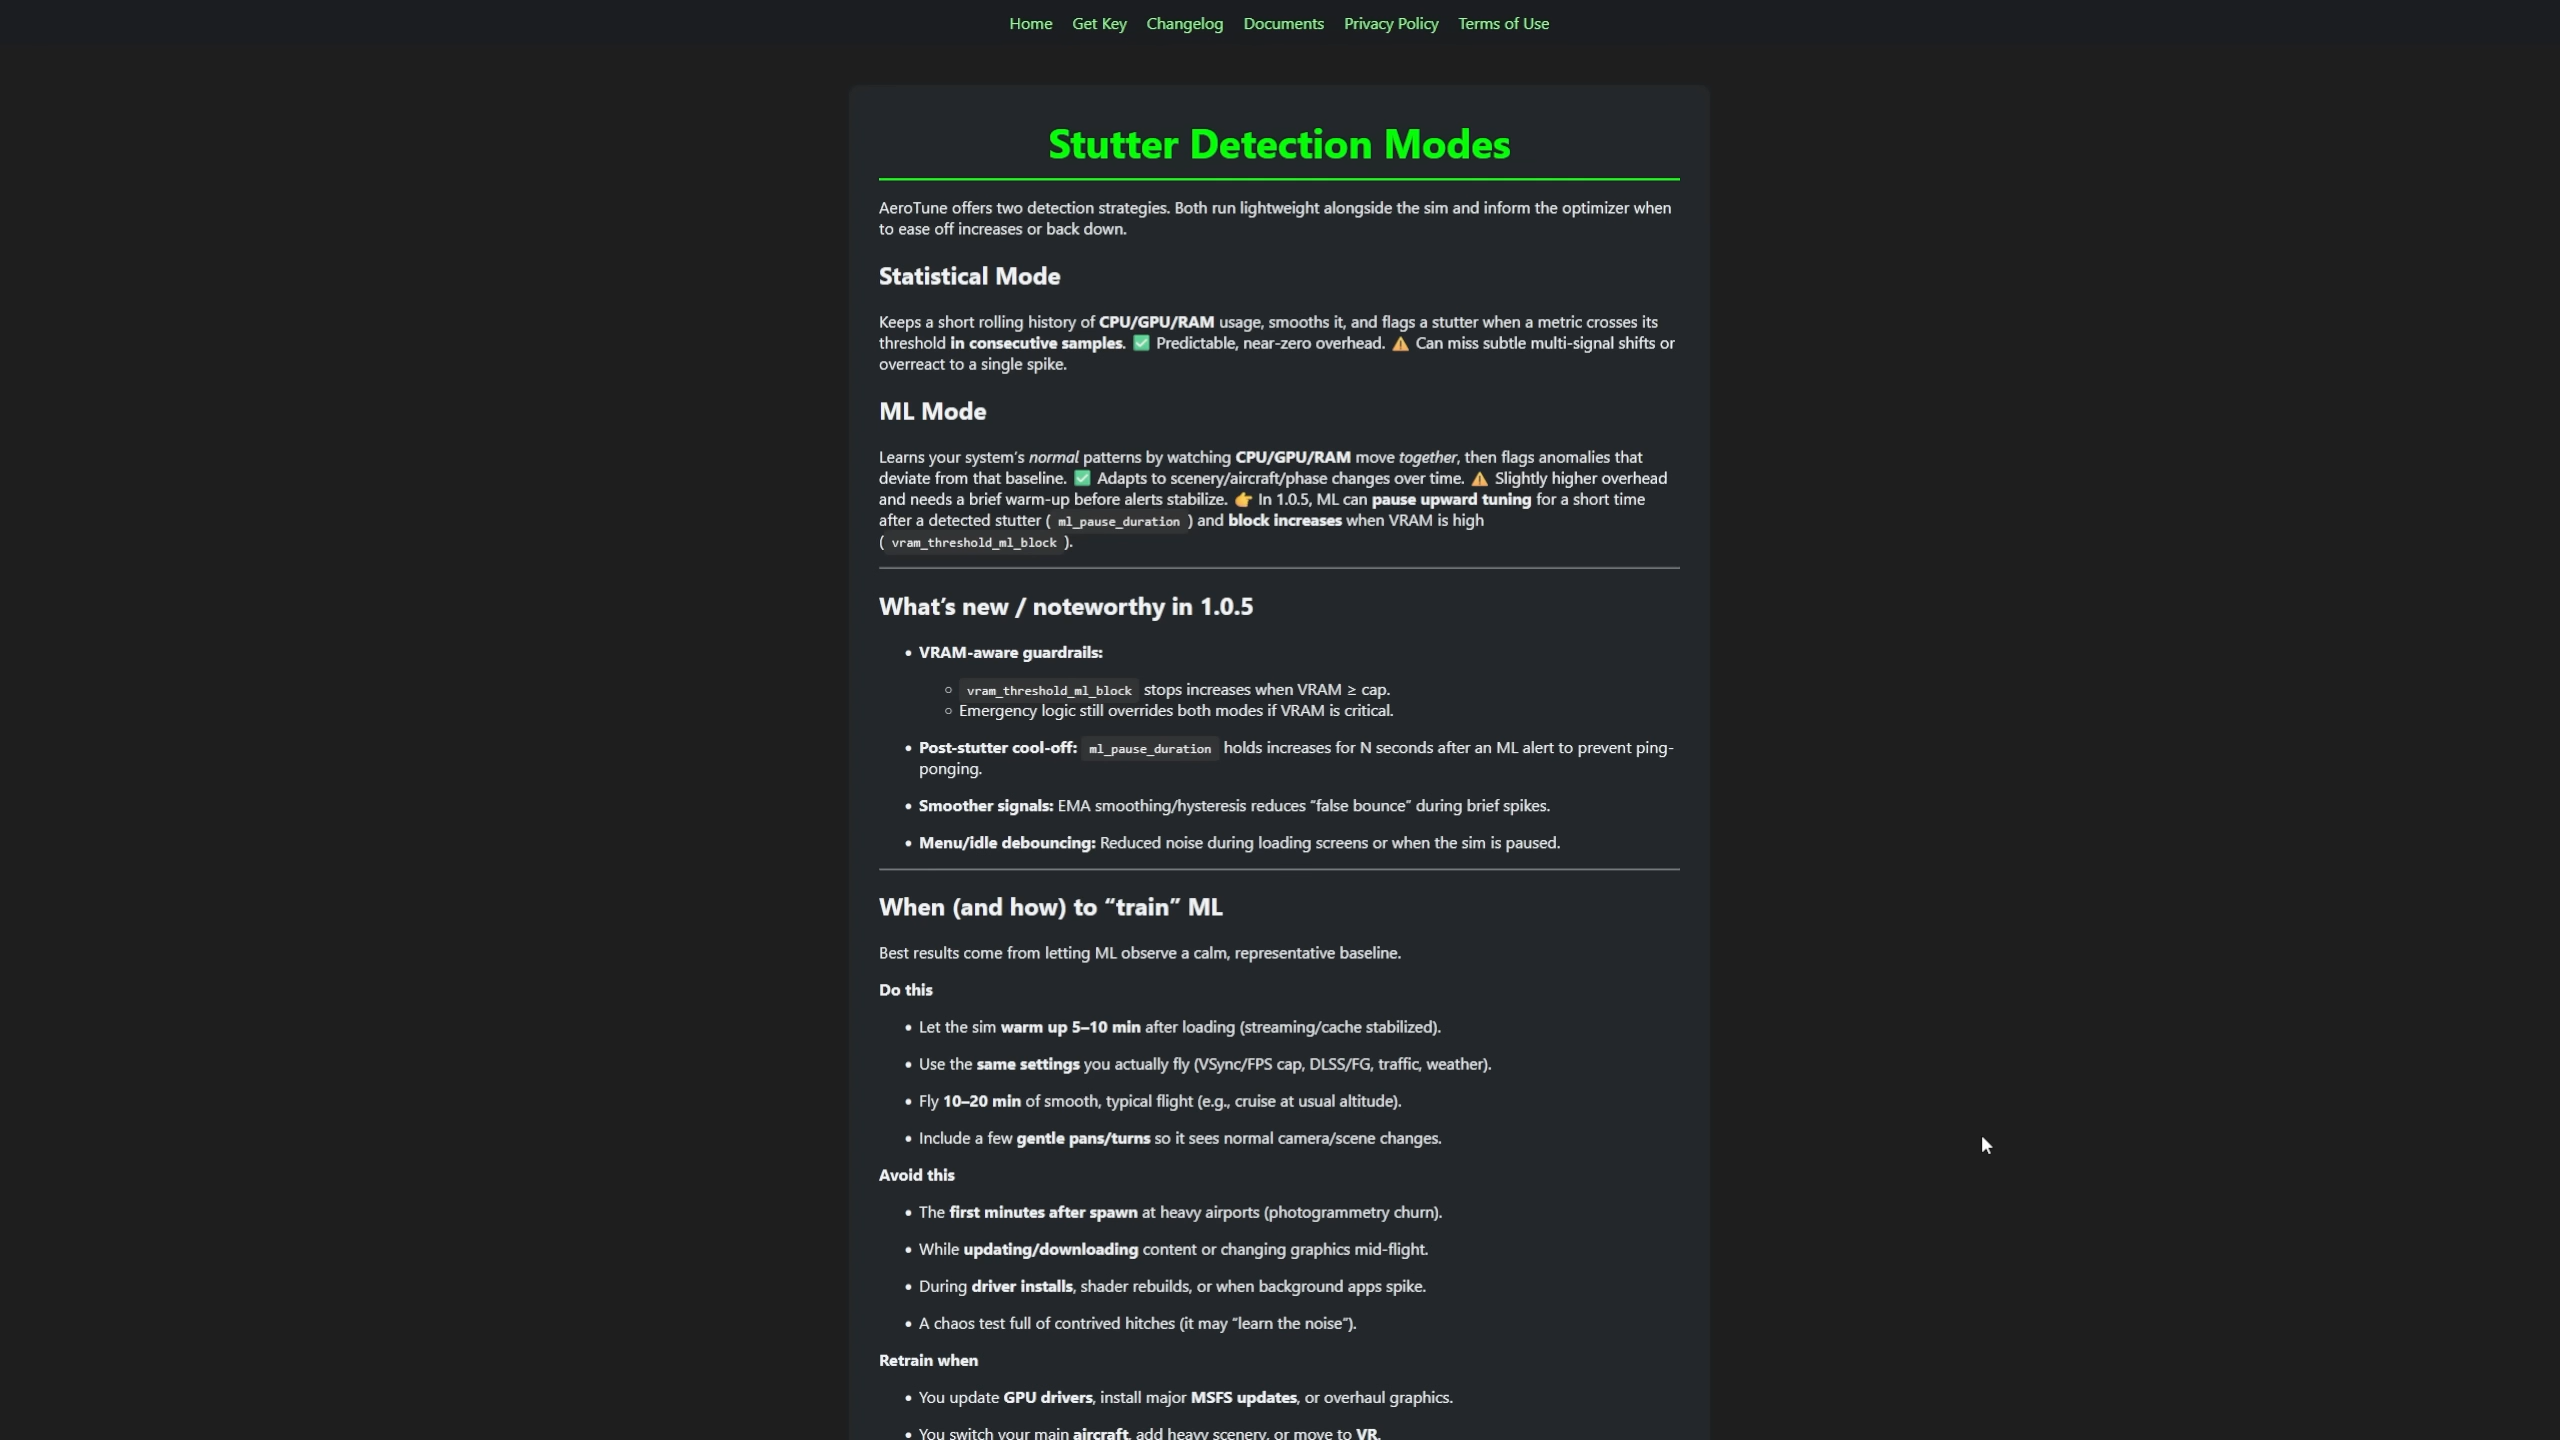 Home Get Key Changelog Documents Privacy Policy Terms of Use
Stutter Detection Modes
AeroTune offers two detection strategies. Both run lightweight alongside the sim and inform the optimizer when
to ease off increases or back down.
Statistical Mode
Keeps a short rolling history of CPU/GPU/RAM usage, smooths it, and flags a stutter when a metric crosses its
threshold in consecutive samples. ✅ Predictable, near-zero overhead. ⚠️ Can miss subtle multi-signal shifts or
overreact to a single spike.
ML Mode
Learns your system's normal patterns by watching CPU/GPU/RAM move together, then flags anomalies that
deviate from that baseline. ✅ Adapts to scenery/aircraft/phase changes over time. ⚠️ Slightly higher overhead
and needs a brief warm-up before alerts stabilize. 👉 In 1.0.5, ML can pause upward tuning for a short time
after a detected stutter ( ml_pause_duration ) and block increases when VRAM is high
( vram_threshold_ml_block ).
What's new / noteworthy in 1.0.5
• VRAM-aware guardrails:
○ vram_threshold_ml_block stops increases when VRAM ≥ cap.
○ Emergency logic still overrides both modes if VRAM is critical.
• Post-stutter cool-off: ml_pause_duration holds increases for N seconds after an ML alert to prevent ping-
ponging.
• Smoother signals: EMA smoothing/hysteresis reduces “false bounce” during brief spikes.
• Menu/idle debouncing: Reduced noise during loading screens or when the sim is paused.
When (and how) to “train” ML
Best results come from letting ML observe a calm, representative baseline.
Do this
• Let the sim warm up 5–10 min after loading (streaming/cache stabilized).
• Use the same settings you actually fly (VSync/FPS cap, DLSS/FG, traffic, weather).
• Fly 10–20 min of smooth, typical flight (e.g., cruise at usual altitude).
• Include a few gentle pans/turns so it sees normal camera/scene changes.
Avoid this
• The first minutes after spawn at heavy airports (photogrammetry churn).
• While updating/downloading content or changing graphics mid-flight.
• During driver installs, shader rebuilds, or when background apps spike.
• A chaos test full of contrived hitches (it may “learn the noise”).
Retrain when
• You update GPU drivers, install major MSFS updates, or overhaul graphics.
• You switch your main aircraft, add heavy scenery, or move to VR.